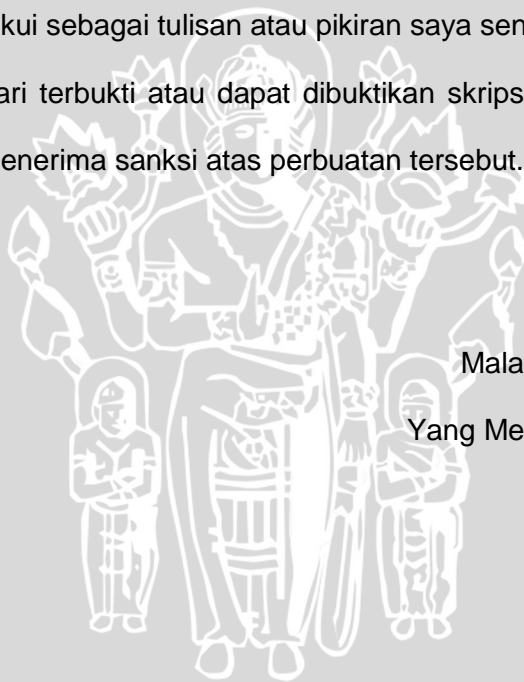 kui sebagai tulisan atau pikiran saya sen
ari terbukti atau dapat dibuktikan skrips
enerima sanksi atas perbuatan tersebut.
Mala
Yang Me